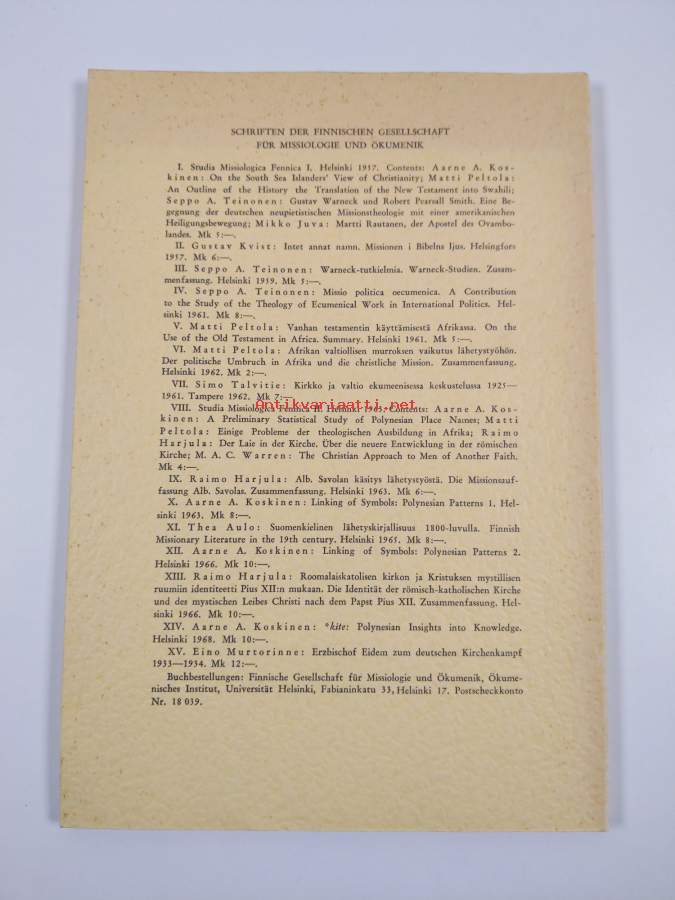 SCHRIFTEN DER FINNISCHEN GESELLSCHAFT
FÜR MISSIOLOGIE UND ÖKUMENIK
I. Studia Missiologica Fennica I. Helsinki 1957. Contents: Aarne A. Kos-
kinen: On the South Sea Islanders' View of Christianity; Matti Peltola:
An Outline of the History the Translation of the New Testament into Swahili;
Seppo A. Teinonen: Gustav Warneck und Robert Pearsall Smith. Eine Be-
gegnung der deutschen neupietistischen Missionstheologie mit einer amerikanischen
Heiligungsbewegung; Mikko Juva: Martti Rautanen, der Apostel des Ovambo-
landes. Mk 5:—.
II. Gustav Kvist: Intet annat namn. Missionen i Bibelns ljus. Helsingfors
1957. Mk 6:—.
III. Seppo A. Teinonen: Warneck-tutkielmia. Warneck-Studien. Zusam-
menfassung. Helsinki 1959. Mk 5:—.
IV. Seppo A. Teinonen: Missio politica oecumenica. A Contribution
to the Study of the Theology of Ecumenical Work in International Politics. Hel-
sinki 1961. Mk 8:—.
V. Matti Peltola: Vanhan testamentin käyttämisestä Afrikassa. On the
Use of the Old Testament in Africa. Summary. Helsinki 1961. Mk 5:—.
VI. Matti Peltola: Afrikan valtiollisen murroksen vaikutus lähetystyöhön.
Der politische Umbruch in Afrika und die christliche Mission. Zusammenfassung.
Helsinki 1962. Mk 2:—.
VII. Simo Talvitie: Kirkko ja valtio ekumeenisessa keskustelussa 1925—
1961. Tampere 1962. Mk 7:—.
Antikvariaatti.net
VIII. Studia Missiologica Fennica II. Helsinki 1963. Contents: Aarne A. Kos-
kinen: A Preliminary Statistical Study of Polynesian Place Names; Matti
Peltola: Einige Probleme der theologischen Ausbildung in Afrika; Raimo
Harjula: Der Laie in der Kirche. Über die neuere Entwicklung in der römischen
Kirche; M. A. C. Warren: The Christian Approach to Men of Another Faith.
Mk 4:—.
IX. Raimo Harjula: Alb. Savolan käsitys lähetystyöstä. Die Missionsauf-
fassung Alb. Savolas. Zusammenfassung. Helsinki 1963. Mk 6:—.
X. Aarne A. Koskinen: Linking of Symbols: Polynesian Patterns 1. Hel-
sinki 1963. Mk 8:—.
XI. Thea Aulo: Suomenkielinen lähetyskirjallisuus 1800-luvulla. Finnish
Missionary Literature in the 19th century. Helsinki 1965. Mk 8:—.
XII. Aarne A. Koskinen: Linking of Symbols: Polynesian Patterns 2.
Helsinki 1966. Mk 10:—.
XIII. Raimo Harjula: Roomalaiskatolisen kirkon ja Kristuksen mystillisen
ruumiin identiteetti Pius XII:n mukaan. Die Identität der römisch-katholischen Kirche
und des mystischen Leibes Christi nach dem Papst Pius XII. Zusammenfassung. Hel-
sinki 1966. Mk 10:—.
XIV. Aarne A. Koskinen: *kite: Polynesian Insights into Knowledge.
Helsinki 1968. Mk 10:—.
XV. Eino Murtorinne: Erzbischof Eidem zum deutschen Kirchenkampf
1933—1934. Mk 12:—.
Buchbestellungen: Finnische Gesellschaft für Missiologie und Ökumenik, Ökume-
nisches Institut, Universität Helsinki, Fabianinkatu 33, Helsinki 17. Postscheckkonto
Nr. 18 039.